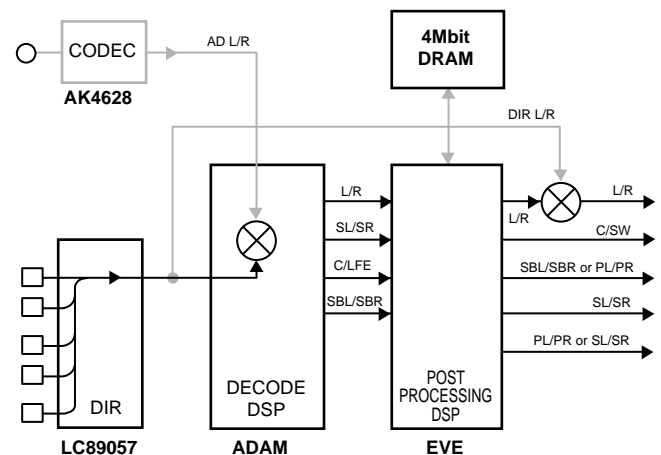 CODEC
AK4628
AD L/R
4Mbit
DRAM
DIR L/R
L/R
SL/SR
C/LFE
SBL/SBR
L/R
L/R
C/SW
SBL/SBR or PL/PR
SL/SR
PL/PR or SL/SR
DIR
LC89057
DECODE
DSP
ADAM
POST
PROCESSING
DSP
EVE